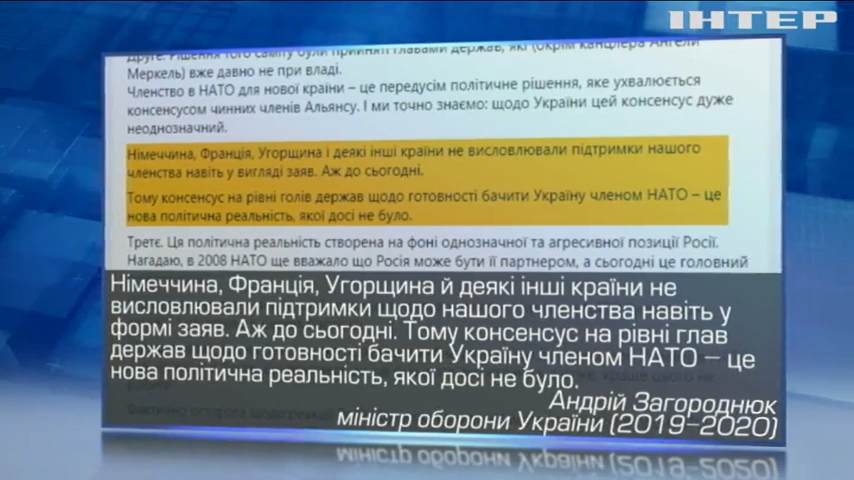 ІНТЕР
Друге. Рішення того саміту були прийняті главами держав, які (окрім канцлера Ангели
Меркель) вже давно не при владі.
Членство в НАТО для нової країни – це передусім політичне рішення, яке ухвалюється
консенсусом чинних членів Альянсу. І ми точно знаємо: щодо України цей консенсус дуже
неоднозначний.
Німеччина, Франція, Угорщина і деякі інші країни не висловлювали підтримки нашого
членства навіть у вигляді заяв. Аж до сьогодні.
Тому консенсус на рівні голів держав щодо готовності бачити Україну членом НАТО – це
нова політична реальність, якої досі не було.
Третє. Ця політична реальність створена на фоні однозначної та агресивної позиції Росії.
Нагадаю, в 2008 НАТО ще вважало що Росія може бути її партнером, а сьогодні це головний
Німеччина, Франція, Угорщина й деякі інші країни не
висловлювали підтримки щодо нашого членства навіть у
формі заяв. Аж до сьогодні. Тому консенсус на рівні глав
держав щодо готовності бачити Україну членом НАТО – це
нова політична реальність, якої досі не було.
Андрій Загороднюк
міністр оборони України (2019-2020)